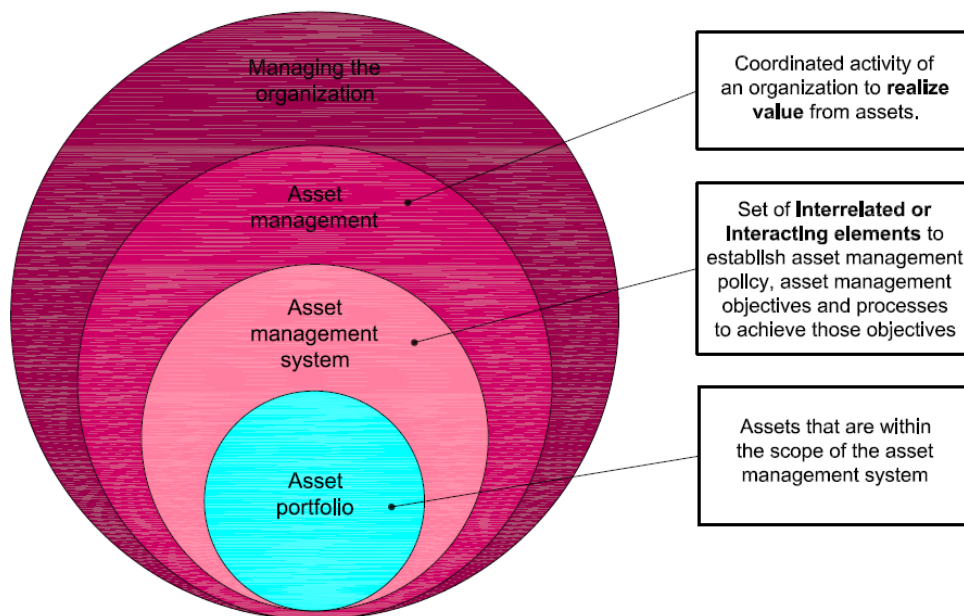 Managing the
organization
Asset
management
Asset
management
system
Asset
portfolio
Coordinated activity of
an organization to realize
value from assets.
Set of Interrelated or
Interacting elements to
establish asset management
policy, asset management
objectives and processes
to achieve those objectives
Assets that are within
the scope of the asset
management system